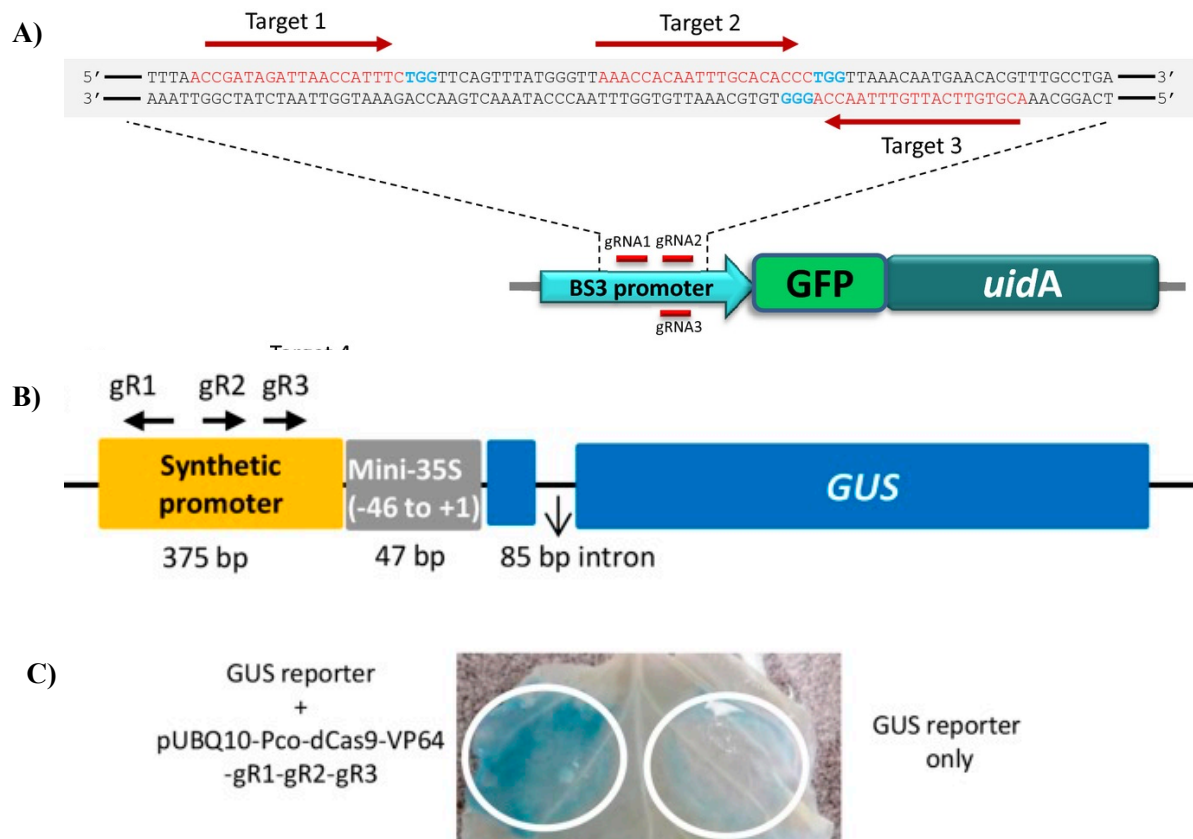 A)
Target 1
Target 2
5’ TTTAACCGATAGATTAACCATTTCTGGTTCAGTTTATGGGTTAAACCACAATTTGCACACCCTGGTTAAACAATGAACACGTTTGCCTGA 3’
3’ AAATTGGCTATCTAATTGGTAAAGACCAAGTCAAATACCCAATTTGGTGTTAAACGTGTGGGACCAATTTGTTACTTGTGCAAACGGACT 5’
Target 3
gRNA1 gRNA2
BS3 promoter GFP uidA
gRNA3
B)
gR1 gR2 gR3
Synthetic promoter
Mini-35S (-46 to +1)
GUS
375 bp 47 bp 85 bp intron
C)
GUS reporter
+
pUBQ10-Pco-dCas9-VP64
-gR1-gR2-gR3
GUS reporter
only